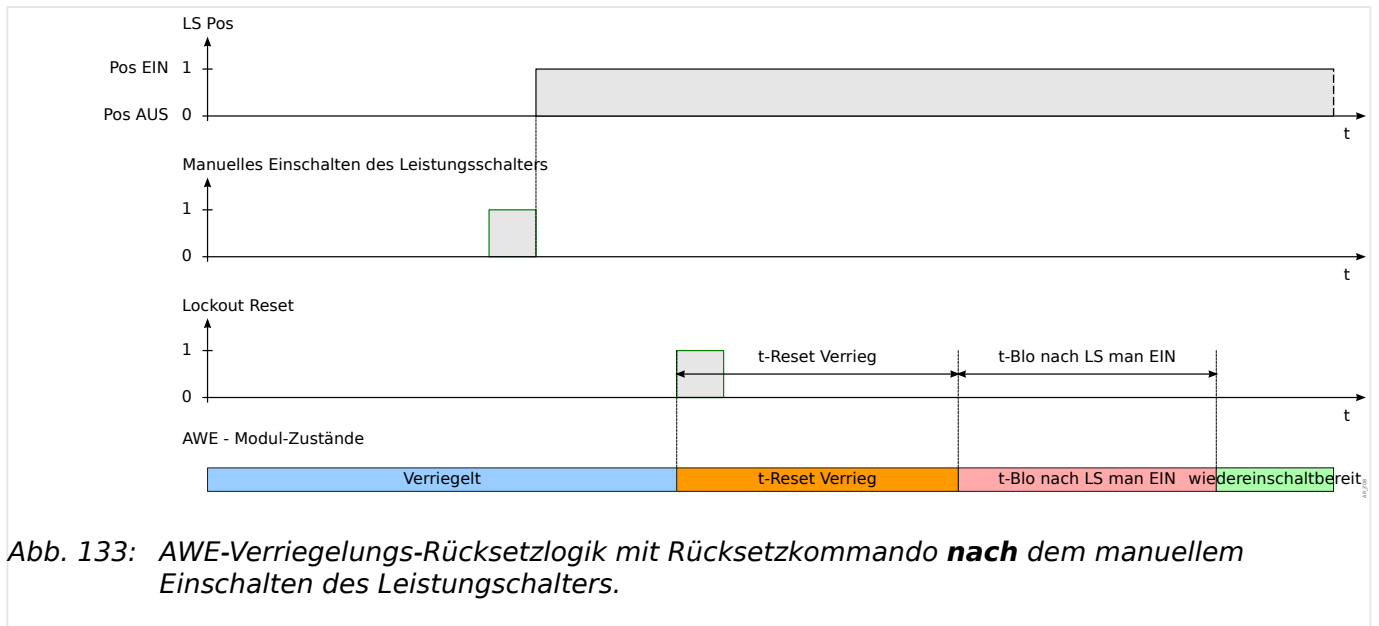 LS Pos
Pos EIN 1
Pos AUS 0
t
Manuelles Einschalten des Leistungsschalters
1
0
t
Lockout Reset
1 t-Reset Verrieg t-Blo nach LS man EIN
0
t
AWE - Modul-Zustände
Verriegelt t-Reset Verrieg t-Blo nach LS man EIN wiedereinschaltbereit
Abb. 133: AWE-Verriegelungs-Rücksetzlogik mit Rücksetzkommando nach dem manuellem
Einschalten des Leistungschalters.